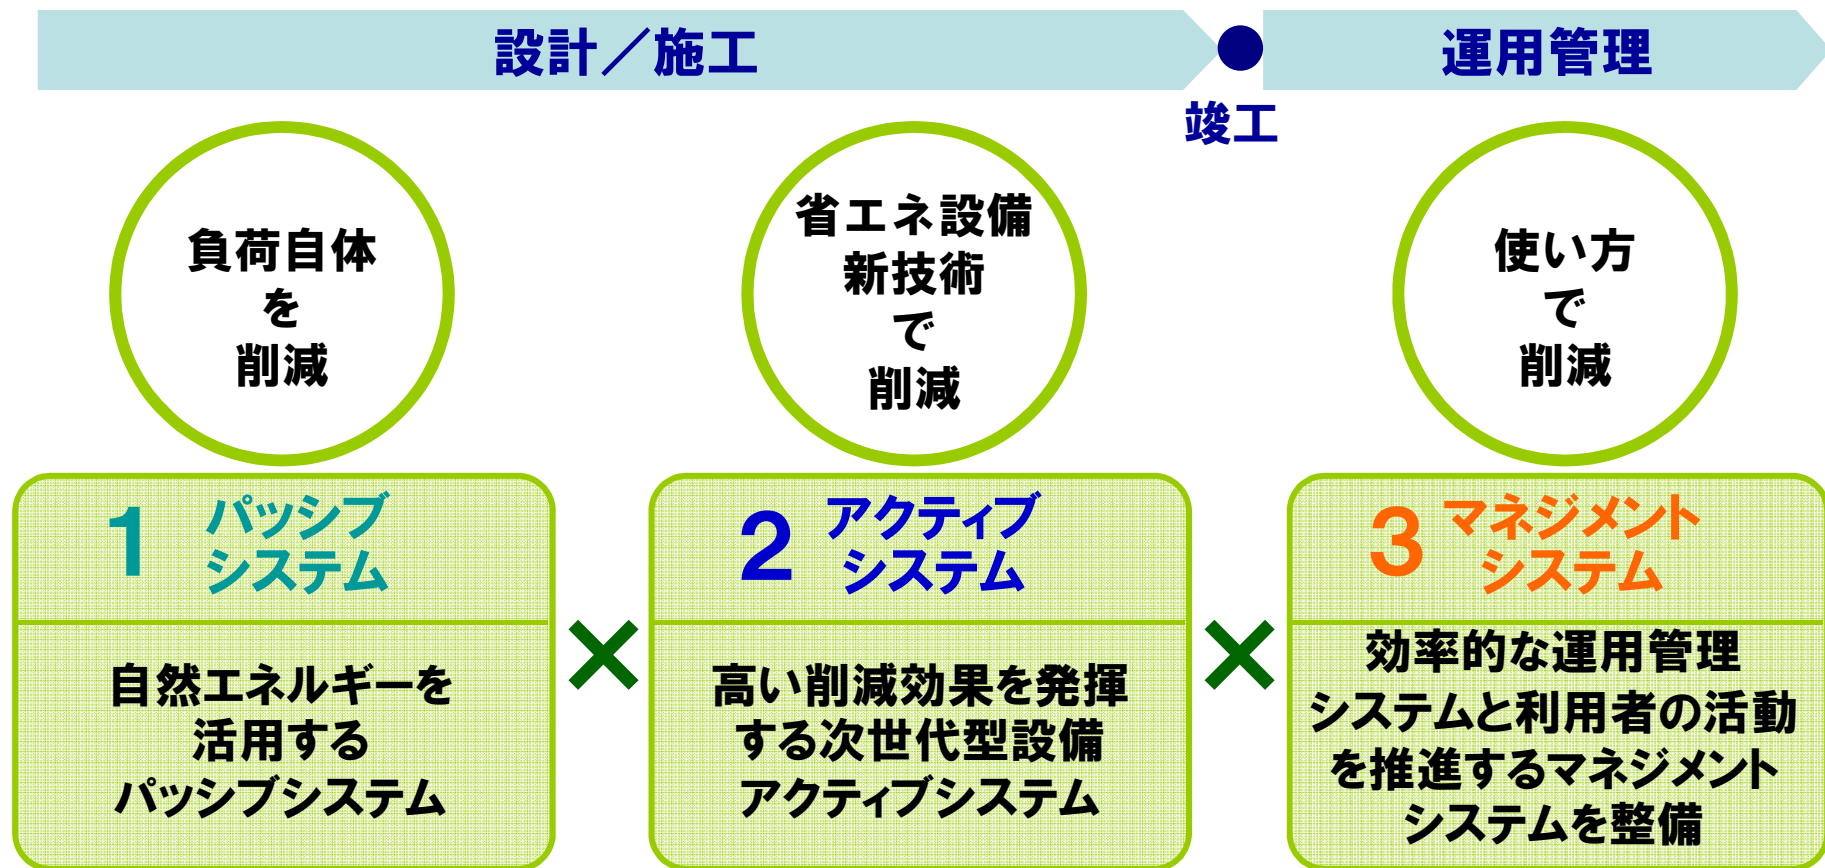 設計／施工
運用管理
竣工
負荷自体
を
削減
省エネ設備
新技術
で
削減
使い方
で
削減
1
パッシブ
システム
自然エネルギーを
活用する
パッシブシステム
×
2
アクティブ
システム
高い削減効果を発揮
する次世代型設備
アクティブシステム
×
3
マネジメント
システム
効率的な運用管理
システムと利用者の活動
を推進するマネジメント
システムを整備